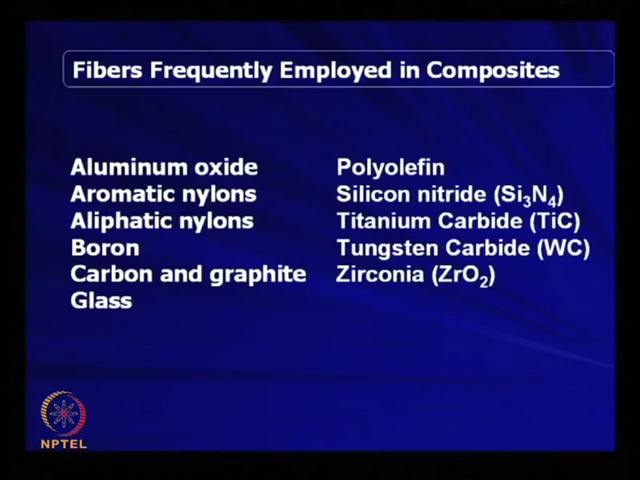 Fibers Frequently Employed in Composites
Aluminum oxide
Aromatic nylons
Aliphatic nylons
Boron
Carbon and graphite
Glass
Polyolefin
Silicon nitride (Si₃N₄)
Titanium Carbide (TiC)
Tungsten Carbide (WC)
Zirconia (ZrO₂)
NPTEL